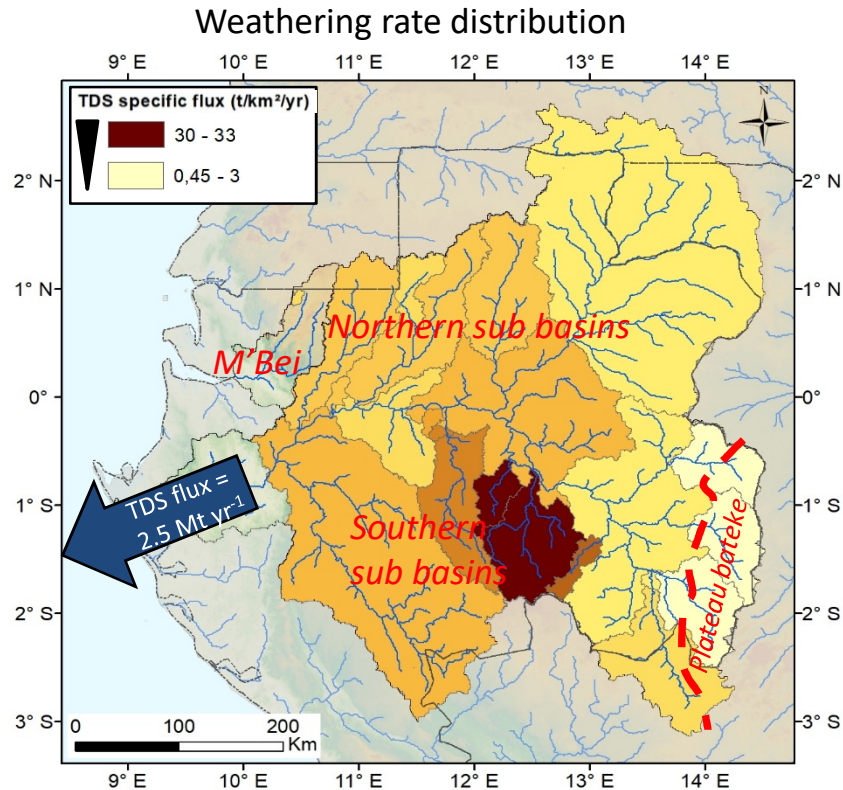 Weathering rate distribution
9° E 10° E 11° E 12° E 13° E 14° E
TDS specific flux (t/km²/yr)
30 - 33
0,45 - 3
N
2° N 2° N
1° N 1° N
Northern sub basins
M'Bei
0° 0°
TDS flux =
2.5 Mt yr⁻¹
1° S 1° S
Southern
sub basins
plateau bateke
2° S 2° S
3° S 3° S
0 100 200
Km
9° E 10° E 11° E 12° E 13° E 14° E